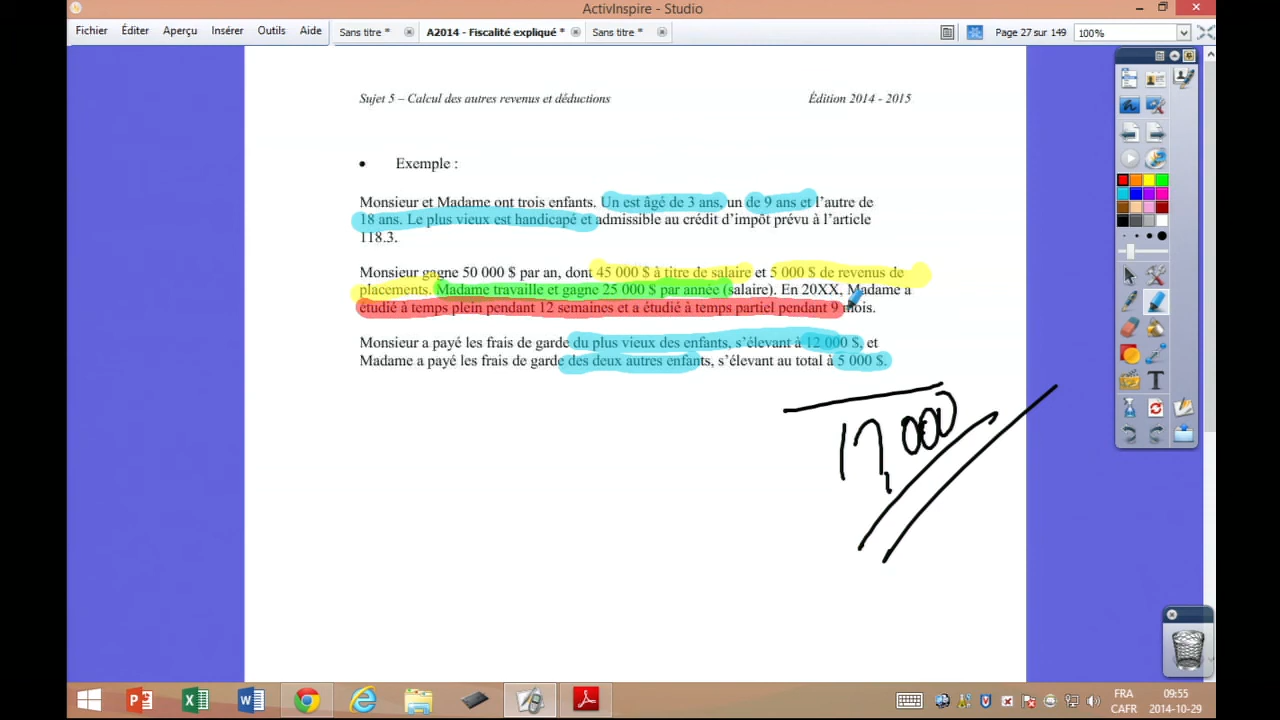 ActivInspire - Studio
Fichier Éditer Aperçu Insérer Outils Aide
Sans titre * A2014 - Fiscalité expliqué * Sans titre *
Page 27 sur 149 100%
Sujet 5 – Calcul des autres revenus et déductions Édition 2014 - 2015
• Exemple :
Monsieur et Madame ont trois enfants. Un est âgé de 3 ans, un de 9 ans et l’autre de
18 ans. Le plus vieux est handicapé et admissible au crédit d’impôt prévu à l’article
118.3.
Monsieur gagne 50 000 $ par an, dont 45 000 $ à titre de salaire et 5 000 $ de revenus de
placements. Madame travaille et gagne 25 000 $ par année (salaire). En 20XX, Madame a
étudié à temps plein pendant 12 semaines et a étudié à temps partiel pendant 9 mois.
Monsieur a payé les frais de garde du plus vieux des enfants, s’élevant à 12 000 $, et
Madame a payé les frais de garde des deux autres enfants, s’élevant au total à 5 000 $.
17,000
FRA 09:55
CAFR 2014-10-29